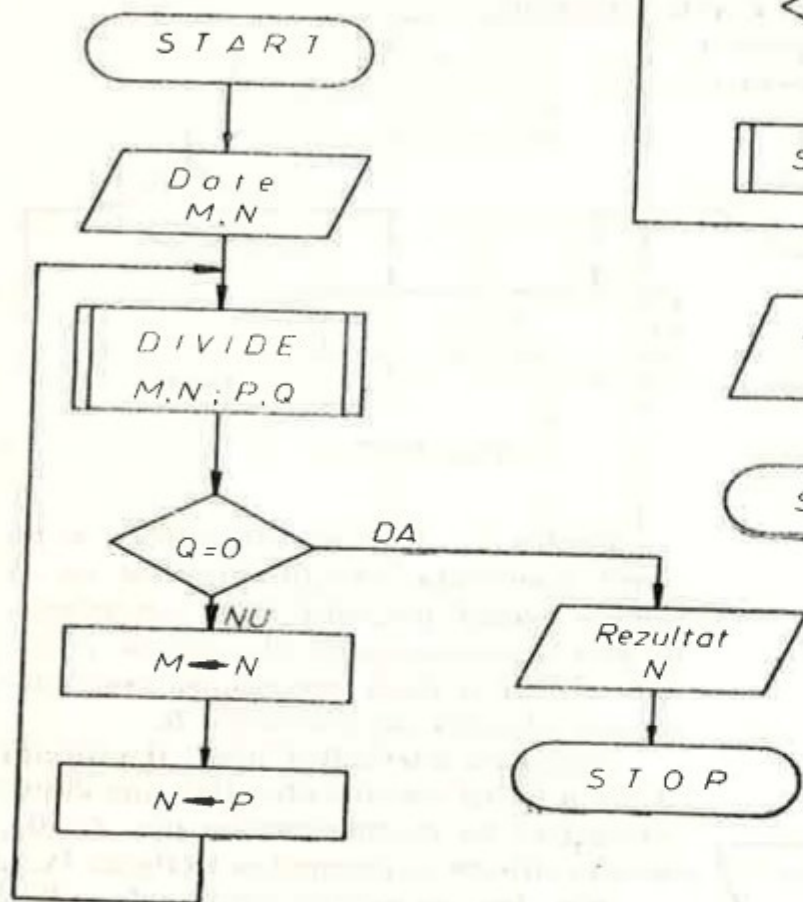 START
Date
M,N
DIVIDE
M,N ; P,Q
Q=0
DA
NU
M ← N
N ← P
Rezultat
N
STOP
S
S